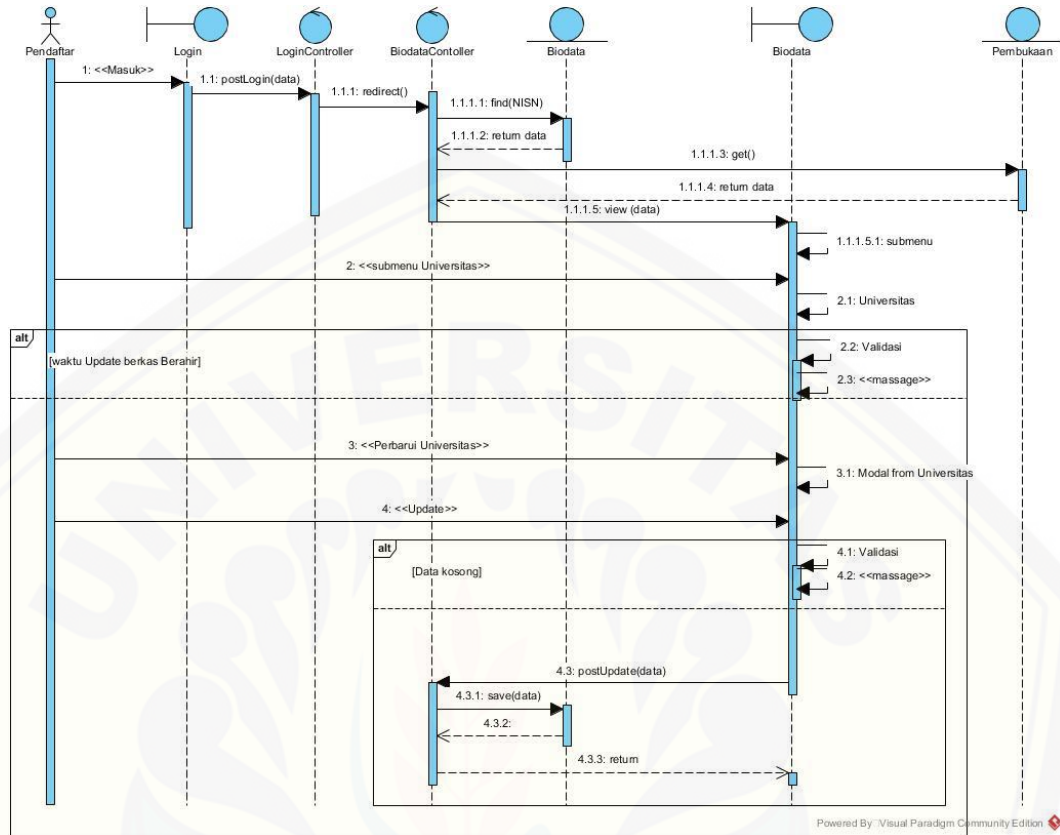 Pendaftar
Login
LoginController
BiodataContoller
Biodata
Biodata
Pembukaan
1: <<Masuk>>
1.1: postLogin(data)
1.1.1: redirect()
1.1.1.1: find(NISN)
1.1.1.2: return data
1.1.1.3: get()
1.1.1.4: return data
1.1.1.5: view (data)
1.1.1.5.1: submenu
2: <<submenu Universitas>>
2.1: Universitas
alt
[waktu Update berkas Berahir]
2.2: Validasi
2.3: <<massage>>
3: <<Perbarui Universitas>>
3.1: Modal from Universitas
4: <<Update>>
alt
[Data kosong]
4.1: Validasi
4.2: <<massage>>
4.3: postUpdate(data)
4.3.1: save(data)
4.3.2:
4.3.3: return
UNIVERSITAS
Powered By Visual Paradigm Community Edition